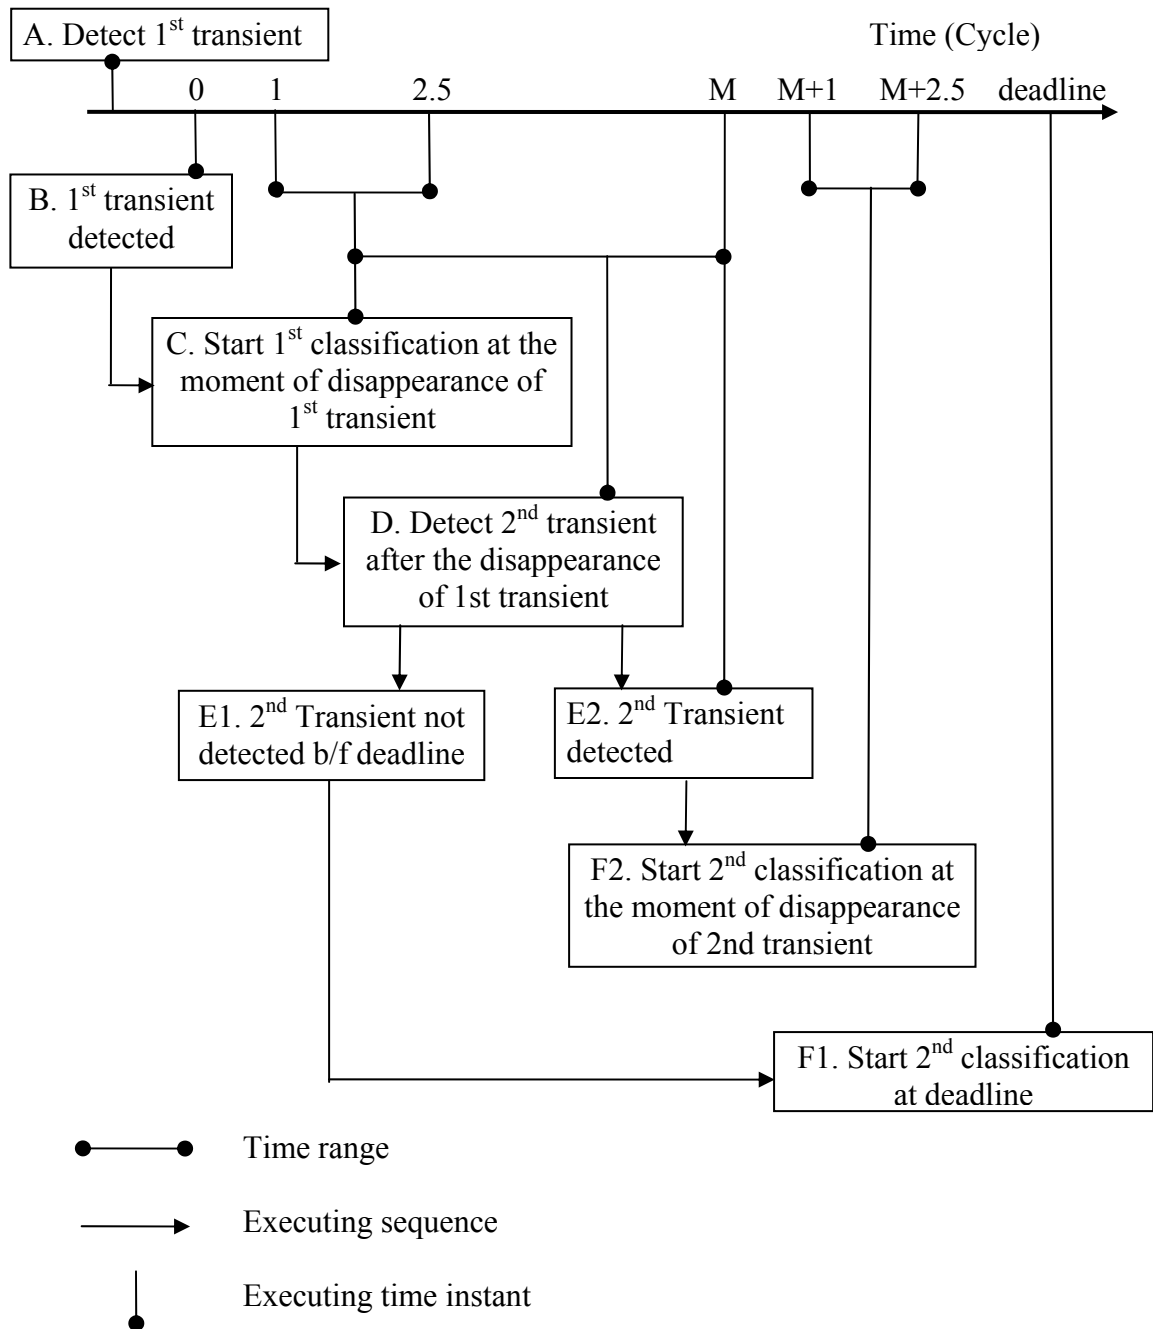 A. Detect 1st transient
Time (Cycle)
0 1 2.5 M M+1 M+2.5 deadline
B. 1st transient
detected
C. Start 1st classification at the
moment of disappearance of
1st transient
D. Detect 2nd transient
after the disappearance
of 1st transient
E1. 2nd Transient not
detected b/f deadline
E2. 2nd Transient
detected
F2. Start 2nd classification at
the moment of disappearance
of 2nd transient
F1. Start 2nd classification
at deadline
Time range
Executing sequence
Executing time instant